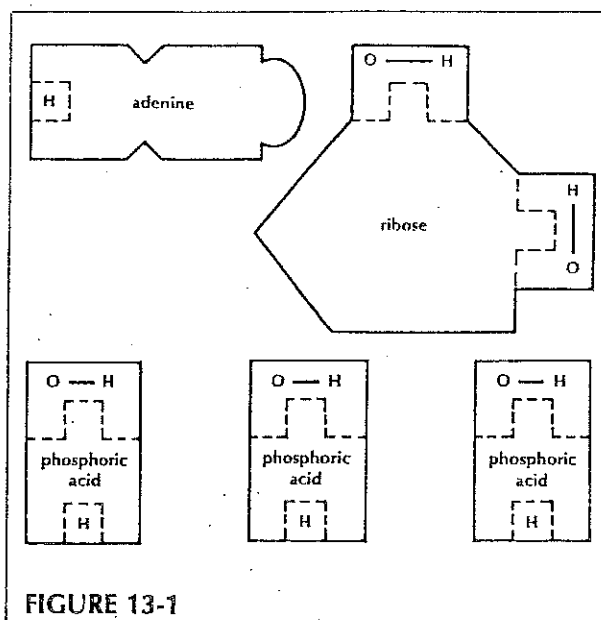 O — H
H
adenine
H
O
ribose
O — H
O — H
O — H
phosphoric
acid
phosphoric
acid
phosphoric
acid
H
H
H
FIGURE 13-1